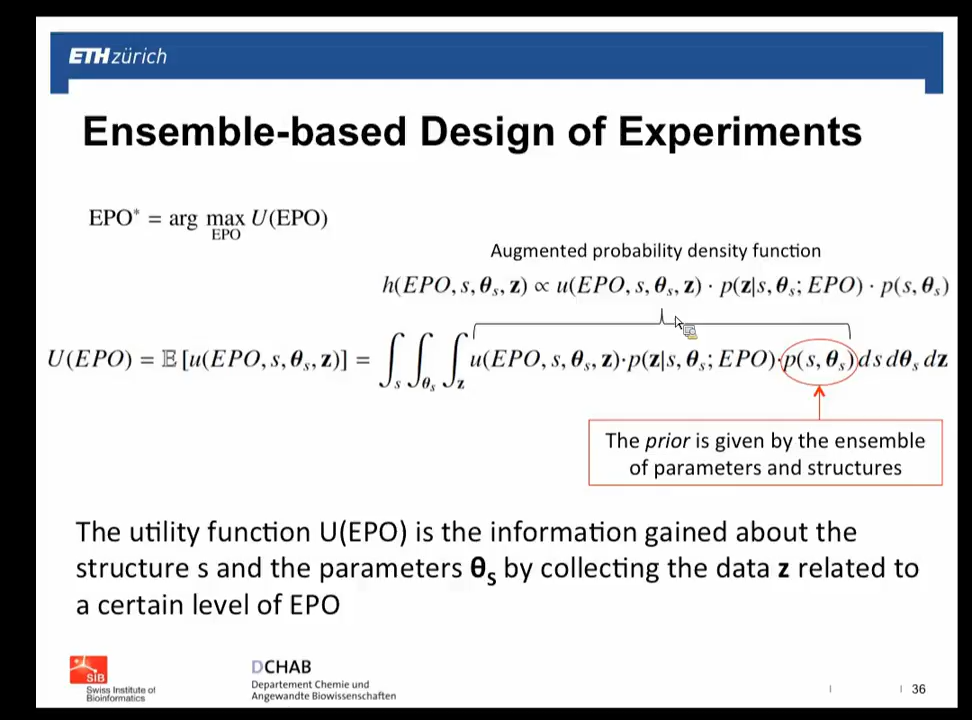 ETH zürich
Ensemble-based Design of Experiments
EPO* = arg max U(EPO)
EPO
Augmented probability density function
h(EPO, s, θₛ, z) ∝ u(EPO, s, θₛ, z) · p(z|s, θₛ; EPO) · p(s, θₛ)
U(EPO) = 𝔼 [u(EPO, s, θₛ, z)] = ∫ₛ ∫_θₛ ∫_z u(EPO, s, θₛ, z)·p(z|s, θₛ; EPO)·p(s, θₛ)ds dθₛ dz
The prior is given by the ensemble
of parameters and structures
The utility function U(EPO) is the information gained about the
structure s and the parameters θₛ by collecting the data z related to
a certain level of EPO
SIB
Swiss Institute of
Bioinformatics
DCHAB
Departement Chemie und
Angewandte Biowissenschaften
36